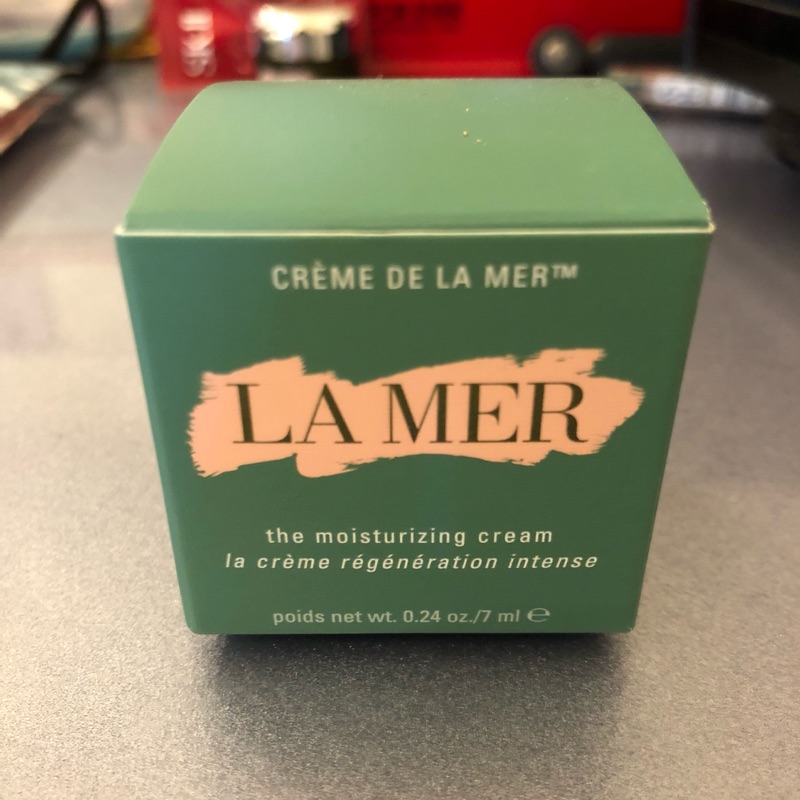 CRÈME DE LA MER™
LA MER
the moisturizing cream
la crème régénération intense
poids net wt. 0.24 oz./7 ml ℮